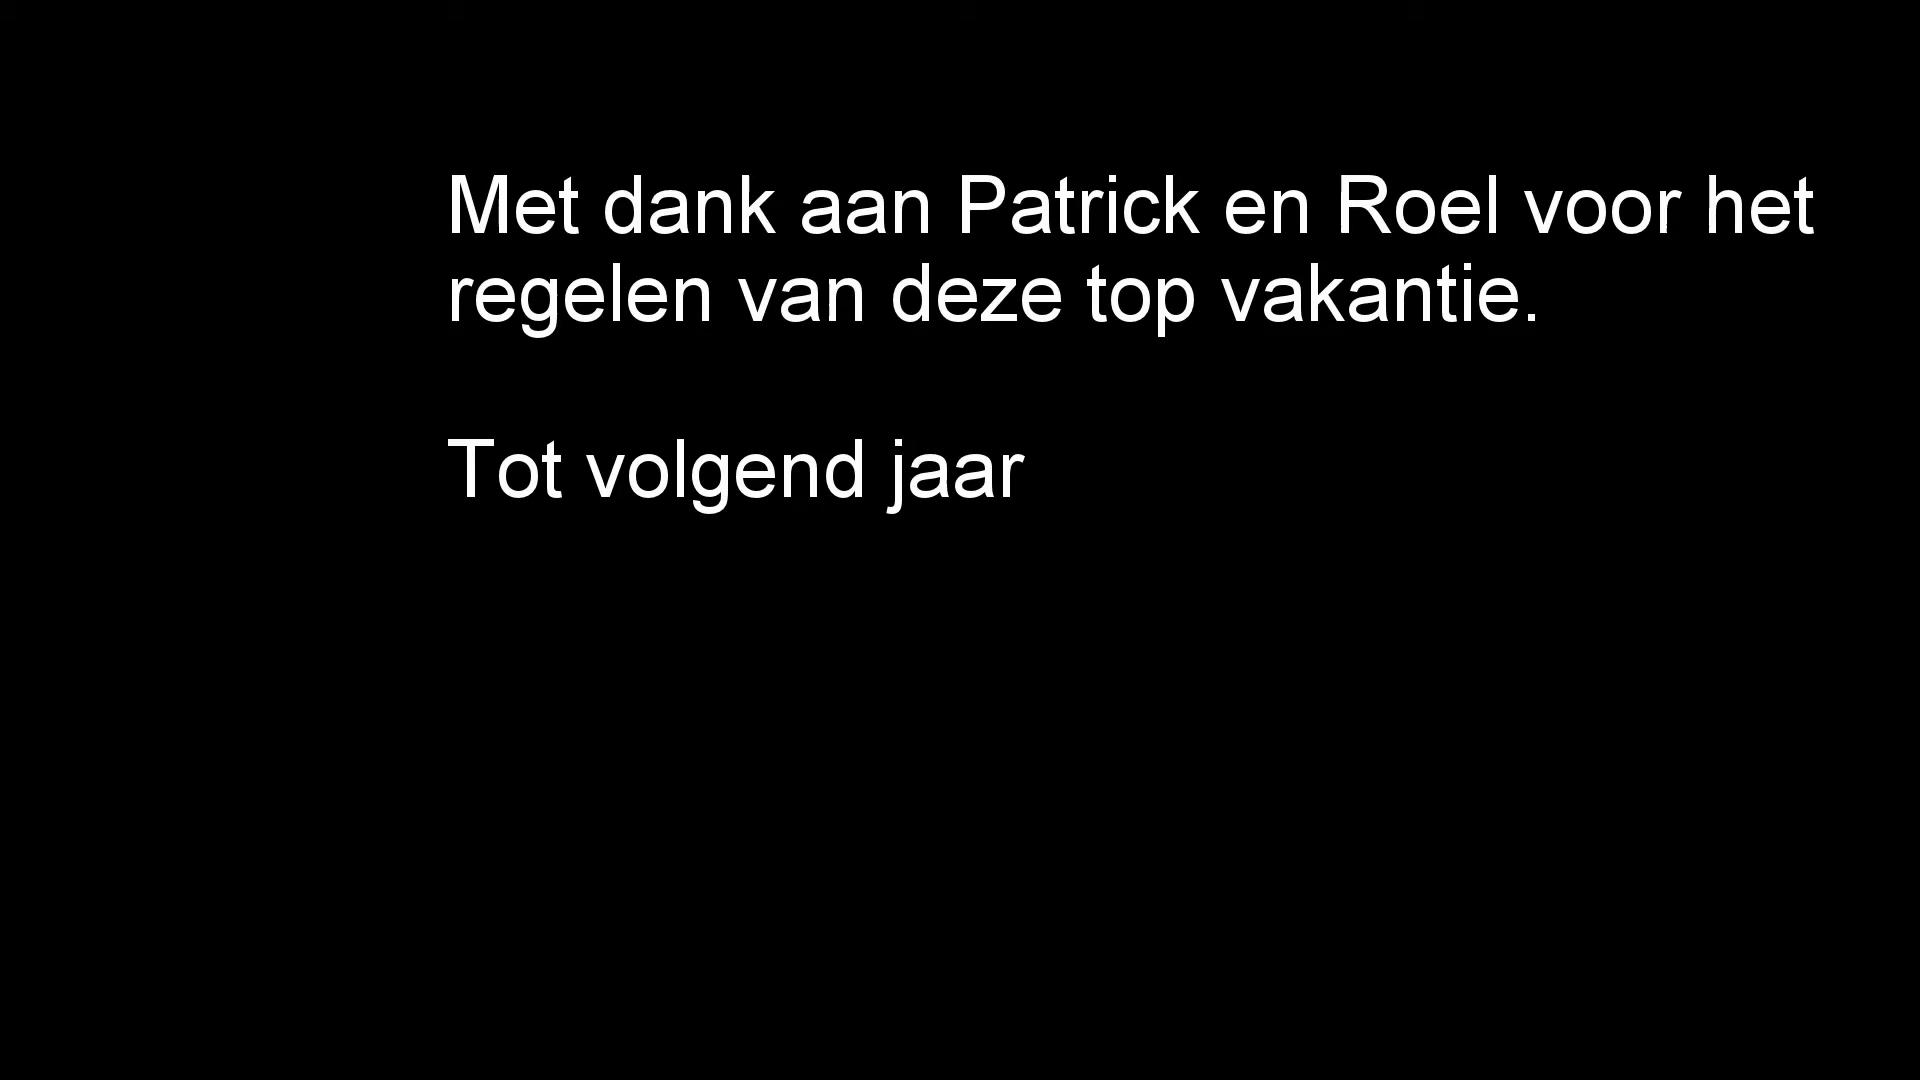 Met dank aan Patrick en Roel voor het
regelen van deze top vakantie.
Tot volgend jaar